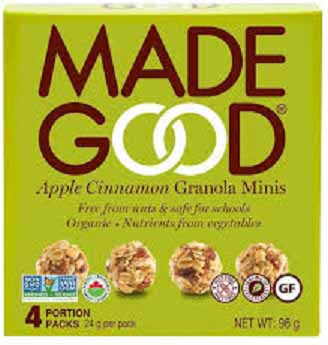 MADE
GOOD®
Apple Cinnamon Granola Minis
Free from nuts & safe for schools
Organic • Nutrients from vegetables
GF
4 PORTION
PACKS 24 g per pack
NET WT: 96 g